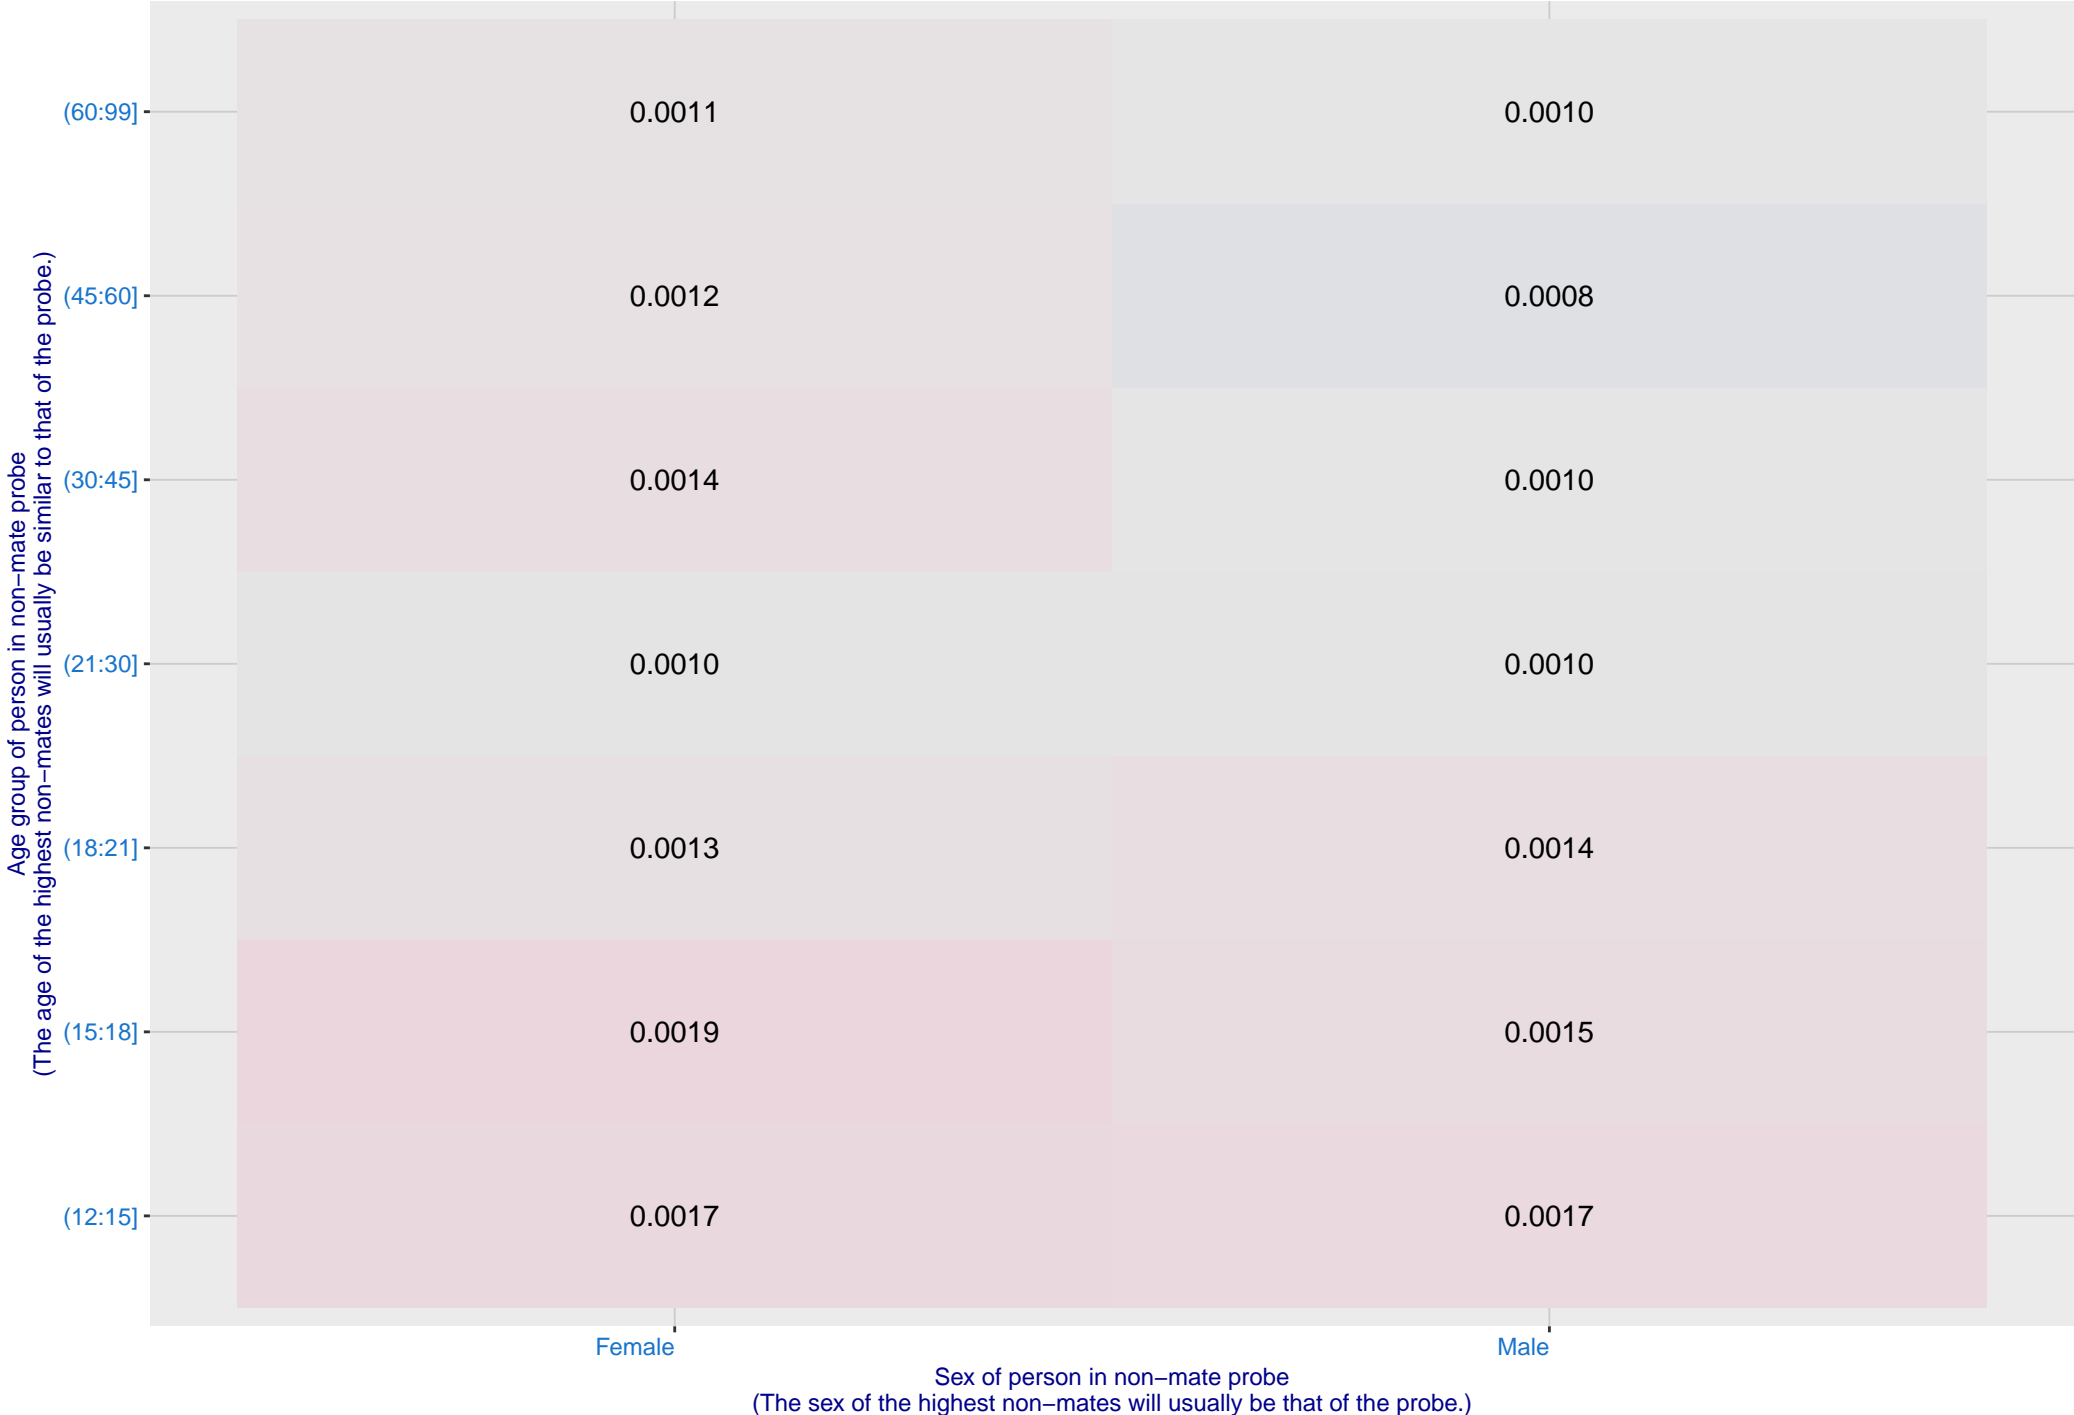 Age group of person in non−mate probe
(The age of the highest non−mates will usually be similar to that of the probe.)
(60:99] 0.0011 0.0010
(45:60] 0.0012 0.0008
(30:45] 0.0014 0.0010
(21:30] 0.0010 0.0010
(18:21] 0.0013 0.0014
(15:18] 0.0019 0.0015
(12:15] 0.0017 0.0017
Female Male
Sex of person in non−mate probe
(The sex of the highest non−mates will usually be that of the probe.)